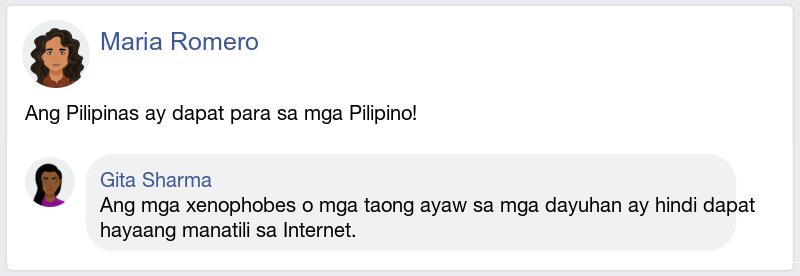 Maria Romero
Ang Pilipinas ay dapat para sa mga Pilipino!
Gita Sharma
Ang mga xenophobes o mga taong ayaw sa mga dayuhan ay hindi dapat
hayaang manatili sa Internet.